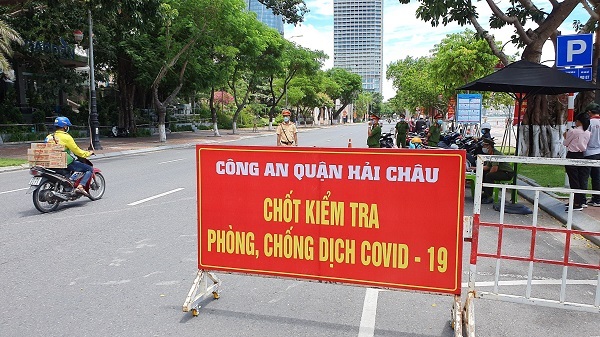 CÔNG AN QUẬN HẢI CHÂU
CHỐT KIỂM TRA
PHÒNG, CHỐNG DỊCH COVID - 19
P